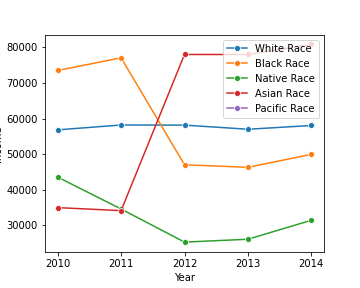 80000
70000
60000
50000
40000
30000
2010
2011
2012
2013
2014
Year
White Race
Black Race
Native Race
Asian Race
Pacific Race